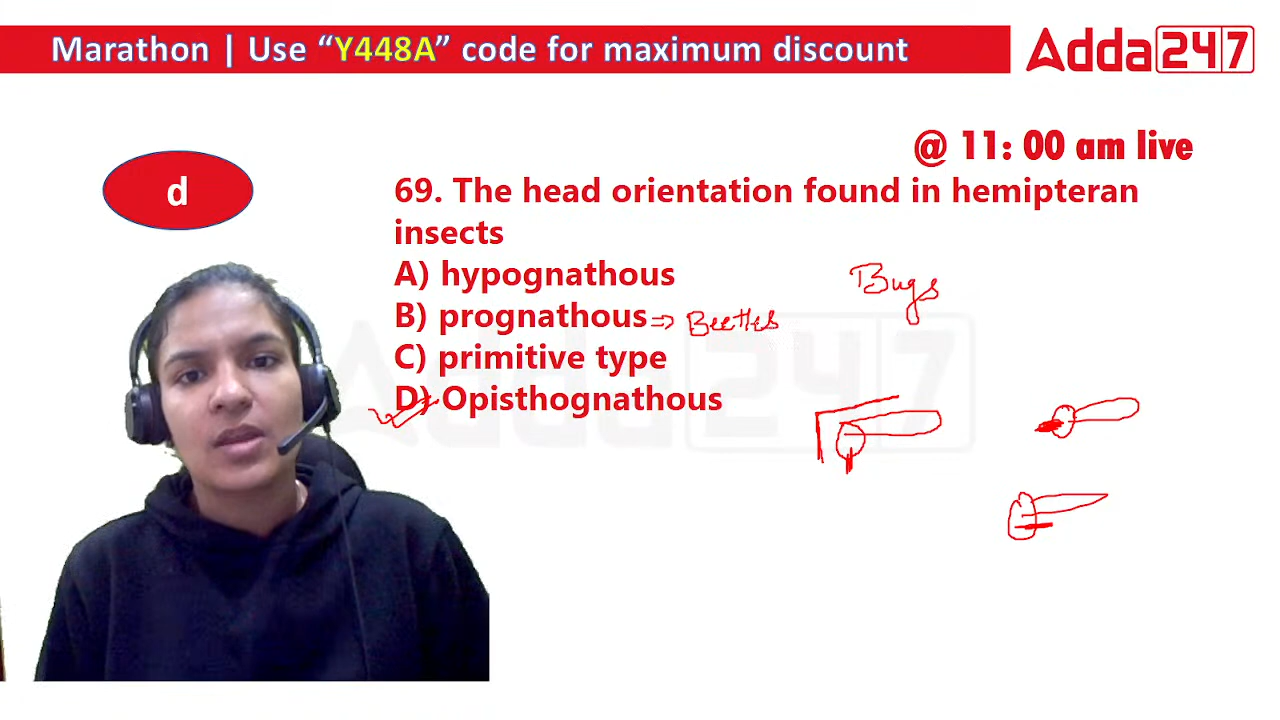 Marathon | Use “Y448A” code for maximum discount
Adda247
@ 11: 00 am live
d
69. The head orientation found in hemipteran
insects
A) hypognathous
Bugs
B) prognathous => Beetles
C) primitive type
D) Opisthognathous
Adda247